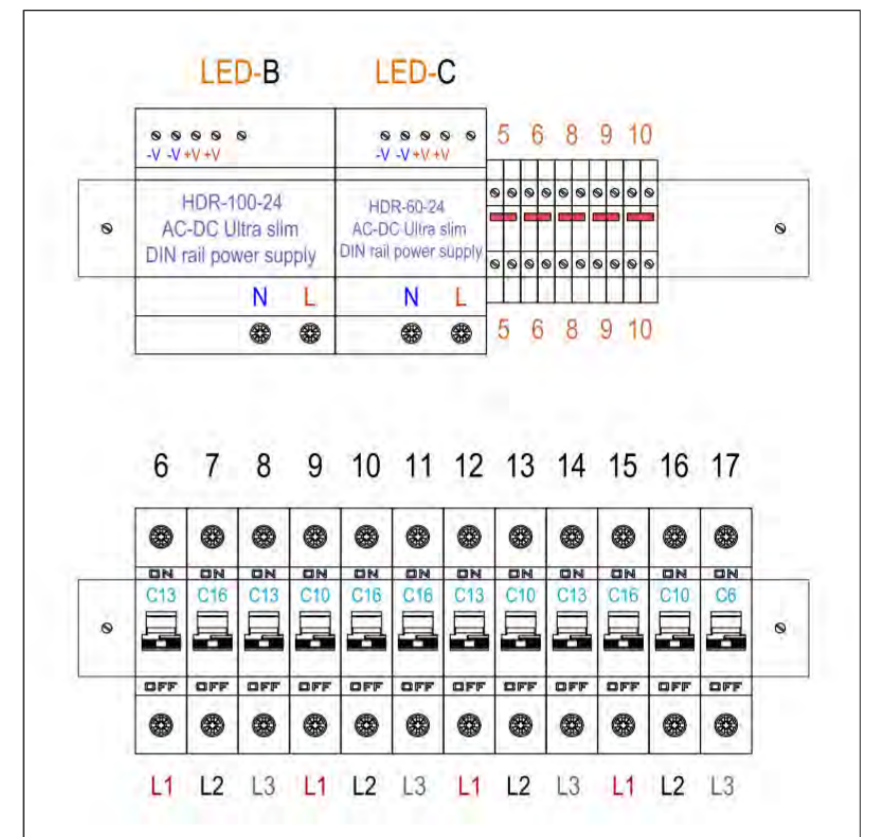 LED-B LED-C
5 6 8 9 10
-V -V +V +V -V -V +V +V
HDR-100-24
AC-DC Ultra slim
DIN rail power supply
HDR-60-24
AC-DC Ultra slim
DIN rail power supply
N L N L
5 6 8 9 10
6 7 8 9 10 11 12 13 14 15 16 17
ON ON ON ON ON ON ON ON ON ON ON ON
C13 C16 C13 C10 C16 C16 C13 C10 C13 C16 C10 C6
OFF OFF OFF OFF OFF OFF OFF OFF OFF OFF OFF OFF
L1 L2 L3 L1 L2 L3 L1 L2 L3 L1 L2 L3